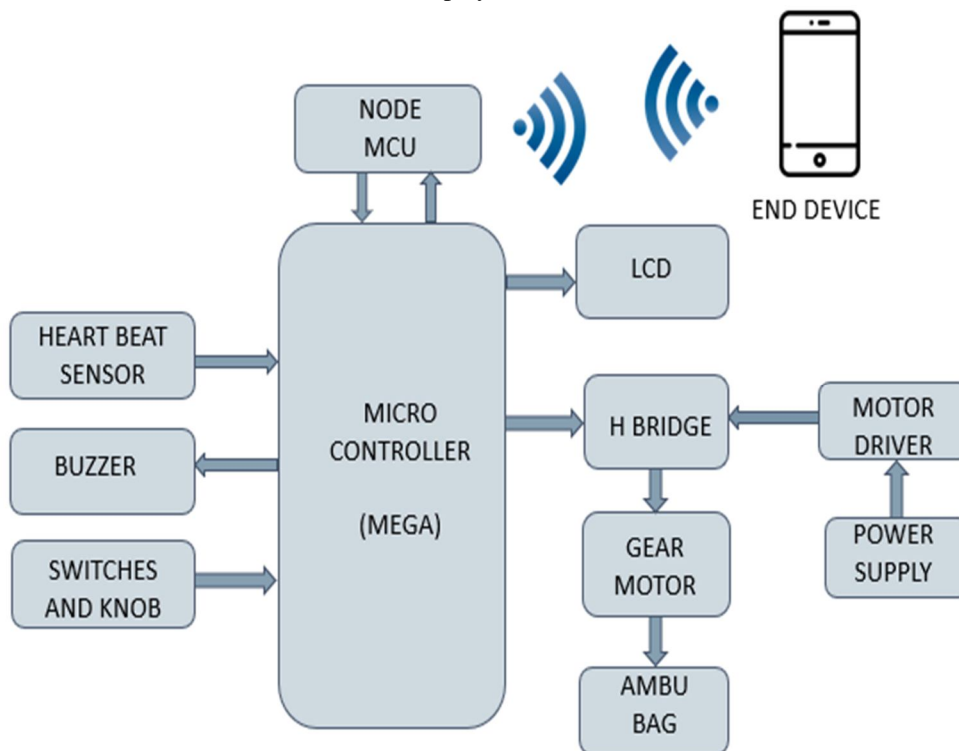 NODE
MCU
END DEVICE
LCD
HEART BEAT
SENSOR
MICRO
CONTROLLER
(MEGA)
H BRIDGE
MOTOR
DRIVER
BUZZER
GEAR
MOTOR
POWER
SUPPLY
SWITCHES
AND KNOB
AMBU
BAG